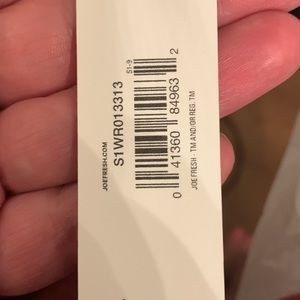 JOEFRESH.COM
S1WR013313
S1-9
0 41360 84963 2
JOE FRESH - TM AND/OR REG. TM